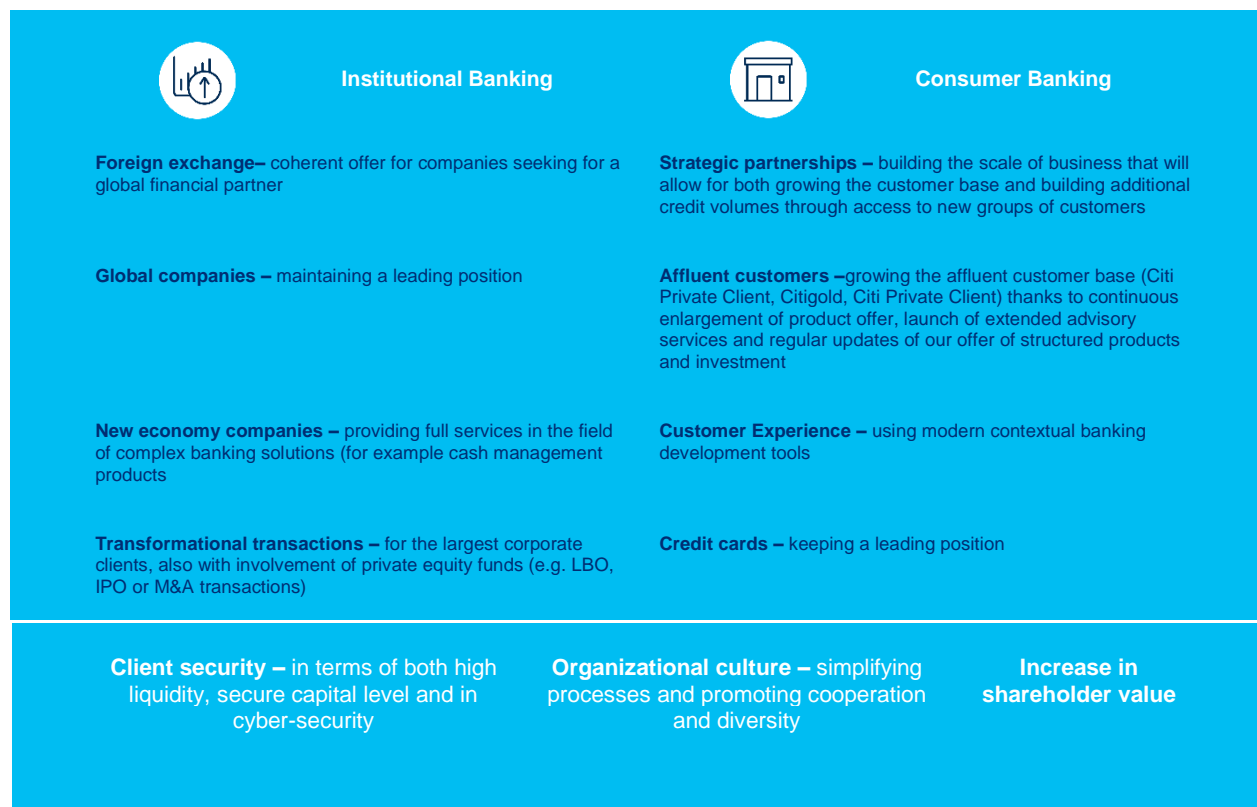 Institutional Banking
Consumer Banking
Foreign exchange– coherent offer for companies seeking for a
global financial partner
Strategic partnerships – building the scale of business that will
allow for both growing the customer base and building additional
credit volumes through access to new groups of customers
Global companies – maintaining a leading position
Affluent customers –growing the affluent customer base (Citi
Private Client, Citigold, Citi Private Client) thanks to continuous
enlargement of product offer, launch of extended advisory
services and regular updates of our offer of structured products
and investment
New economy companies – providing full services in the field
of complex banking solutions (for example cash management
products
Customer Experience – using modern contextual banking
development tools
Transformational transactions – for the largest corporate
clients, also with involvement of private equity funds (e.g. LBO,
IPO or M&A transactions)
Credit cards – keeping a leading position
Client security – in terms of both high
liquidity, secure capital level and in
cyber-security
Organizational culture – simplifying
processes and promoting cooperation
and diversity
Increase in
shareholder value